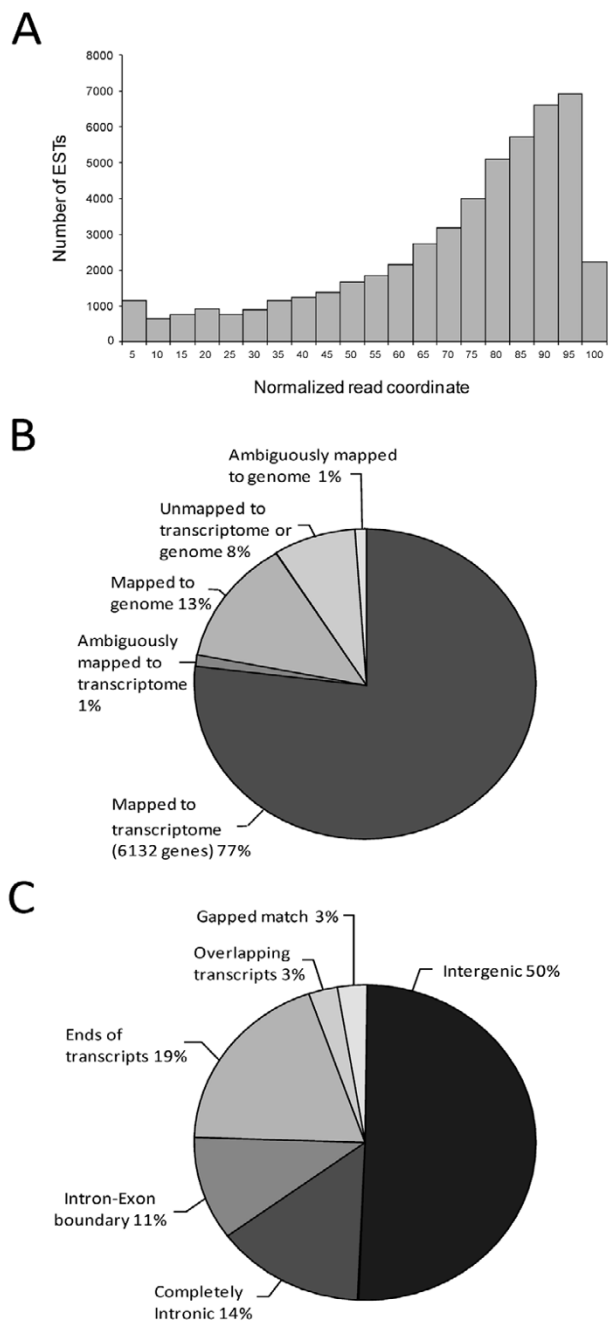 A
8000
7000
6000
5000
4000
3000
2000
1000
0
Number of ESTs
5 10 15 20 25 30 35 40 45 50 55 60 65 70 75 80 85 90 95 100
Normalized read coordinate
B
Ambiguously mapped
to genome 1%
Unmapped to
transcriptome or
genome 8%
Mapped to
genome 13%
Ambiguously
mapped to
transcriptome
1%
Mapped to
transcriptome
(6132 genes) 77%
C
Gapped match 3%
Overlapping
transcripts 3%
Intergenic 50%
Ends of
transcripts 19%
Intron-Exon
boundary 11%
Completely
Intronic 14%